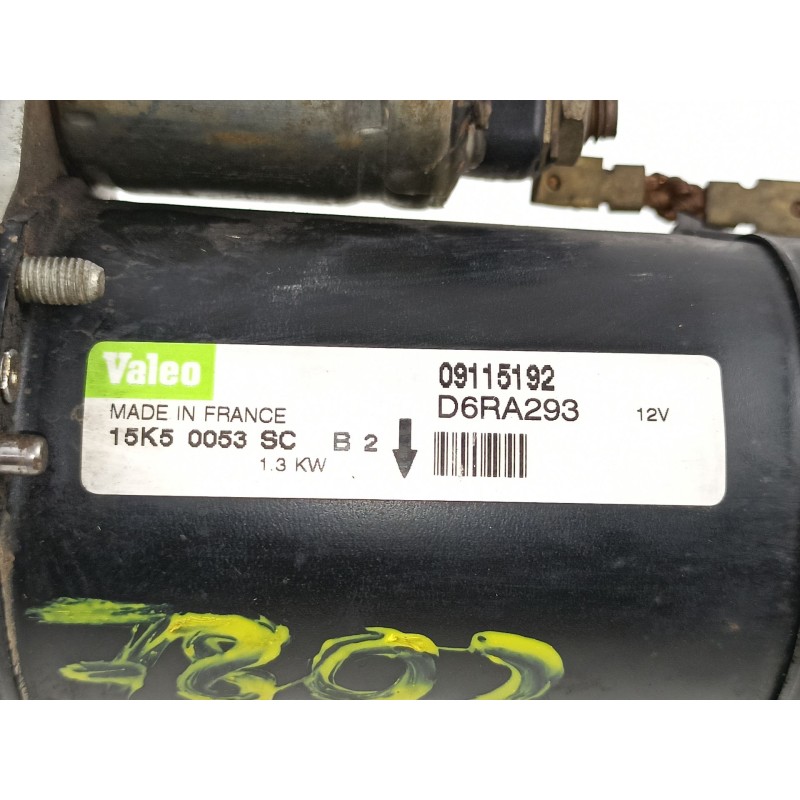 Valeo
09115192
MADE IN FRANCE
D6RA293 12V
15K5 0053 SC B 2
1.3 KW